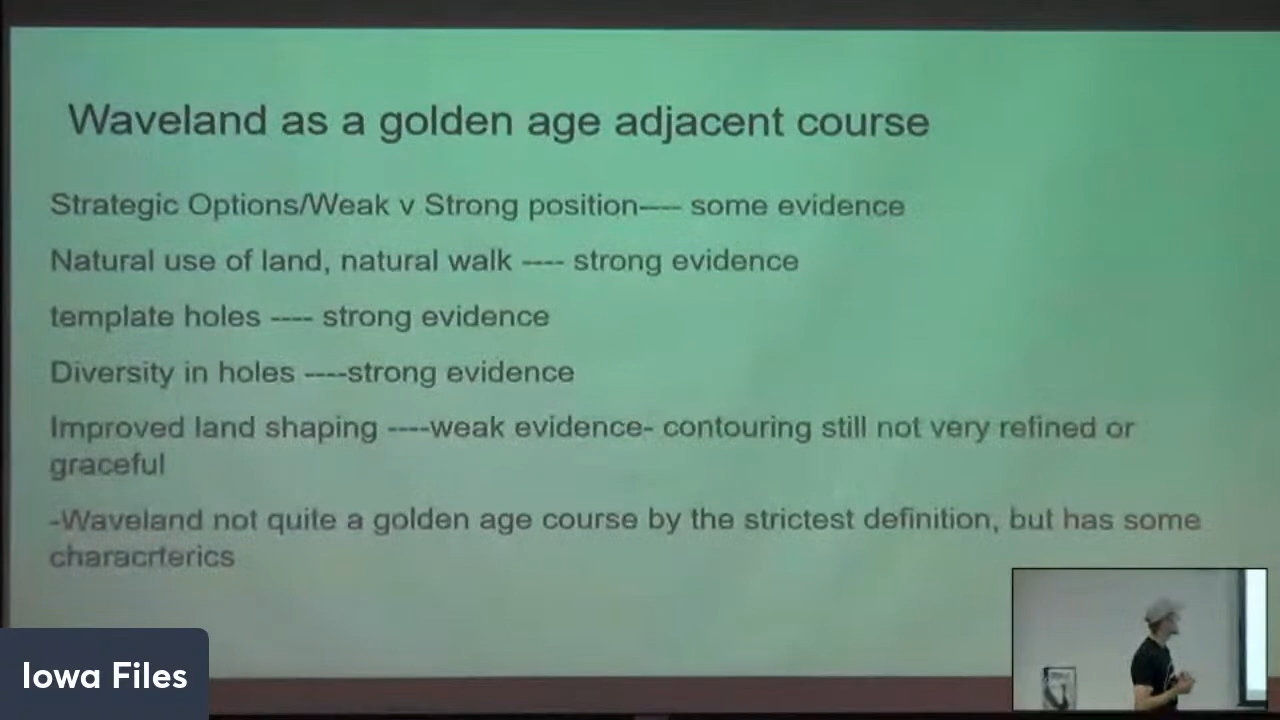 Waveland as a golden age adjacent course
Strategic Options/Weak v Strong position---- some evidence
Natural use of land, natural walk ---- strong evidence
template holes ---- strong evidence
Diversity in holes ----strong evidence
Improved land shaping ----weak evidence- contouring still not very refined or
graceful
-Waveland not quite a golden age course by the strictest definition, but has some
characrterics
Iowa Files